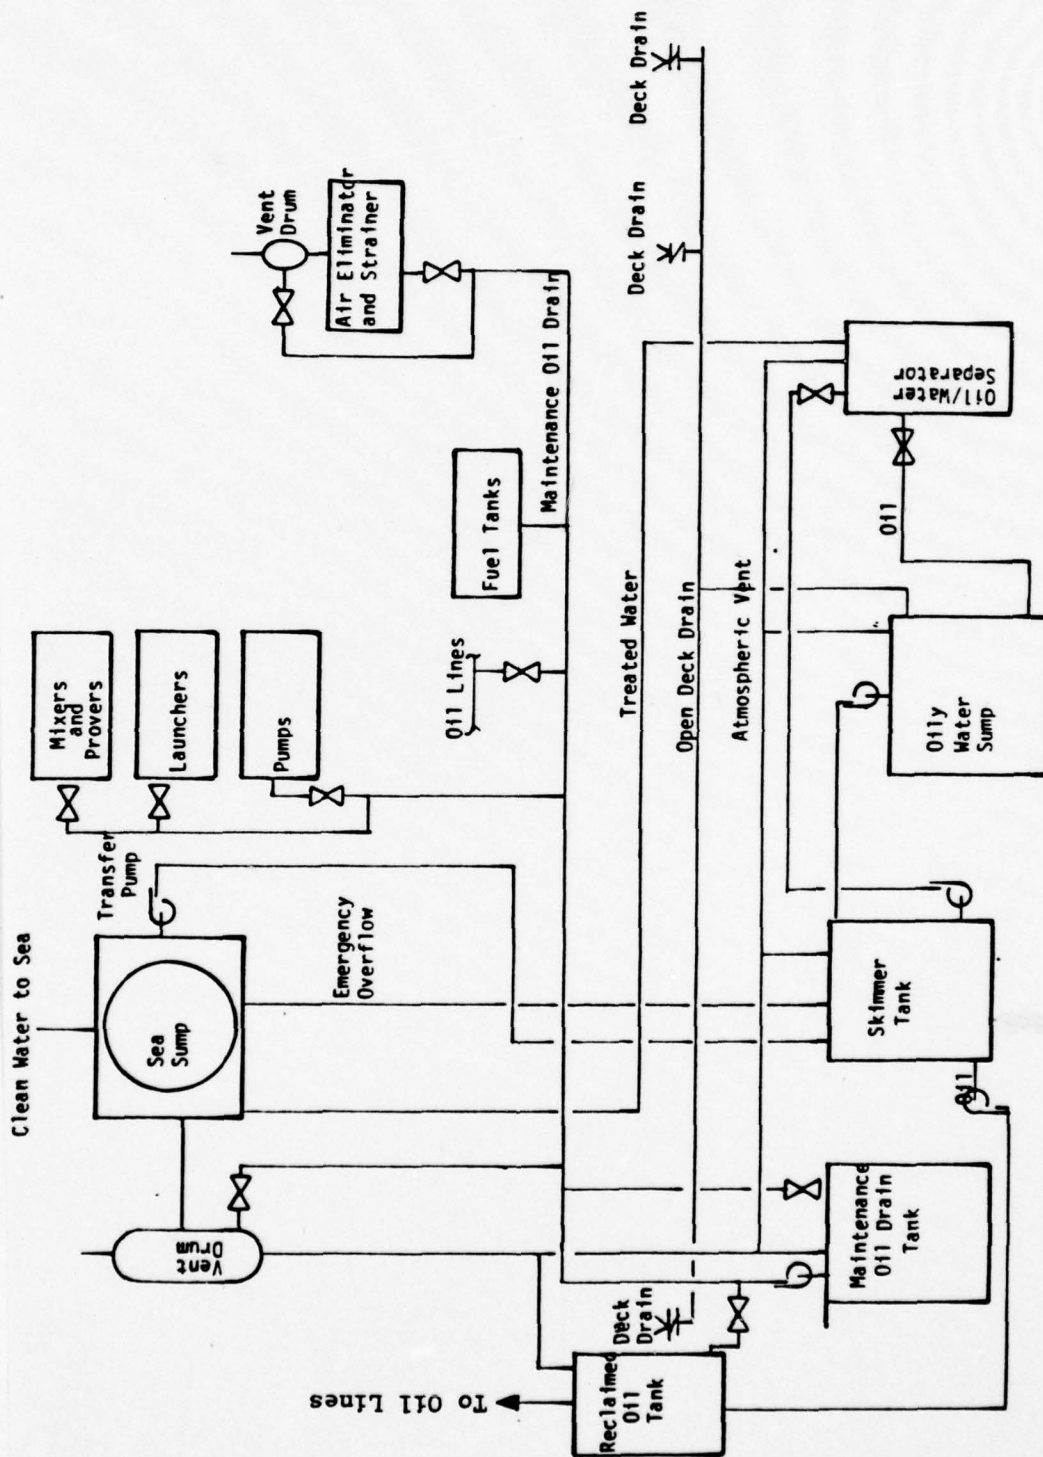 Clean Water to Sea
Vent
Drum
Sea
Sump
Transfer
Pump
Mixers
and
Provers
Launchers
Pumps
Emergency
Overflow
Oil Lines
Fuel Tanks
Vent
Drum
Air Eliminator
and Strainer
Maintenance Oil Drain
To Oil Lines
Reclaimed
Oil
Tank
Deck
Drain
Treated Water
Open Deck Drain
Atmospheric Vent
Deck Drain
Deck Drain
Maintenance
Oil Drain
Tank
Oil
Skimmer
Tank
Oily
Water
Sump
Oil
Oil/Water
Separator